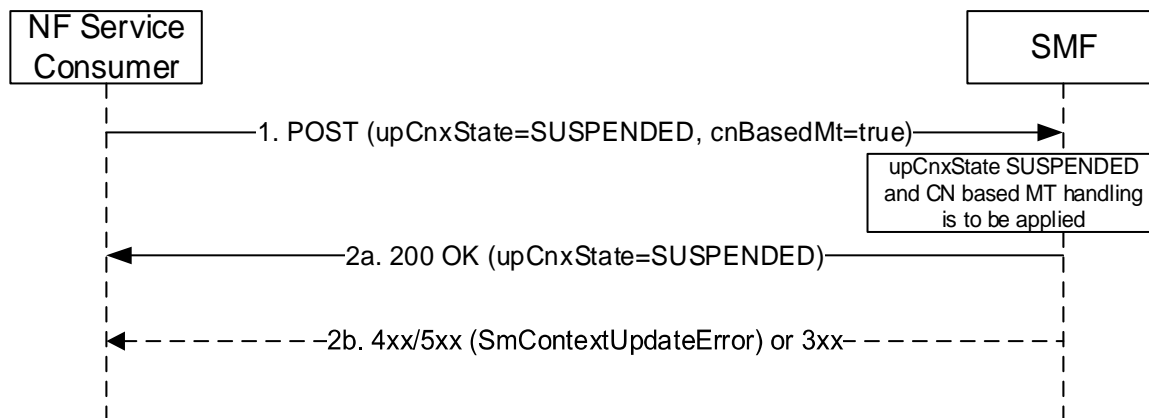 NF Service
Consumer
SMF
1. POST (upCnxState=SUSPENDED, cnBasedMt=true)
upCnxState SUSPENDED
and CN based MT handling
is to be applied
2a. 200 OK (upCnxState=SUSPENDED)
2b. 4xx/5xx (SmContextUpdateError) or 3xx